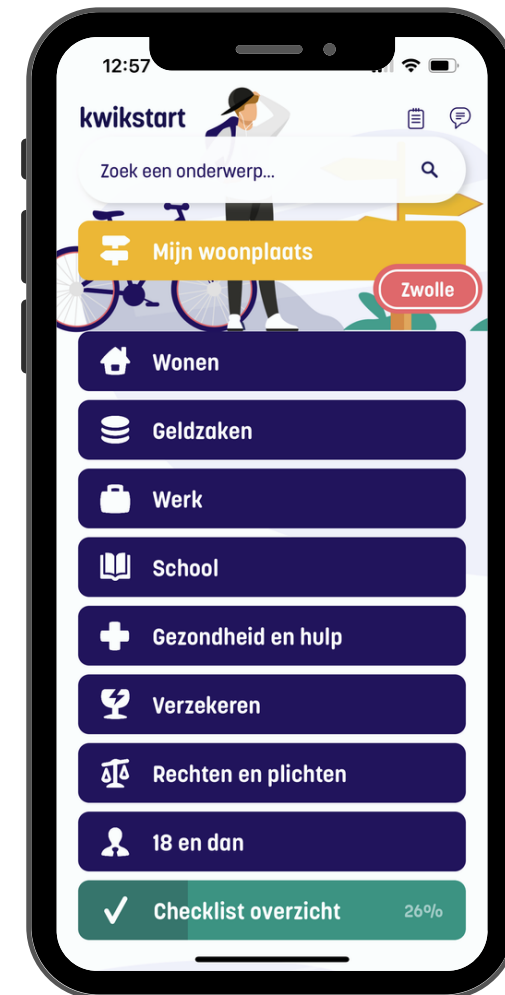 12:57
kwikstart
Zoek een onderwerp...
Mijn woonplaats
Zwolle
Wonen
Geldzaken
Werk
School
Gezondheid en hulp
Verzekeren
Rechten en plichten
18 en dan
Checklist overzicht 26%